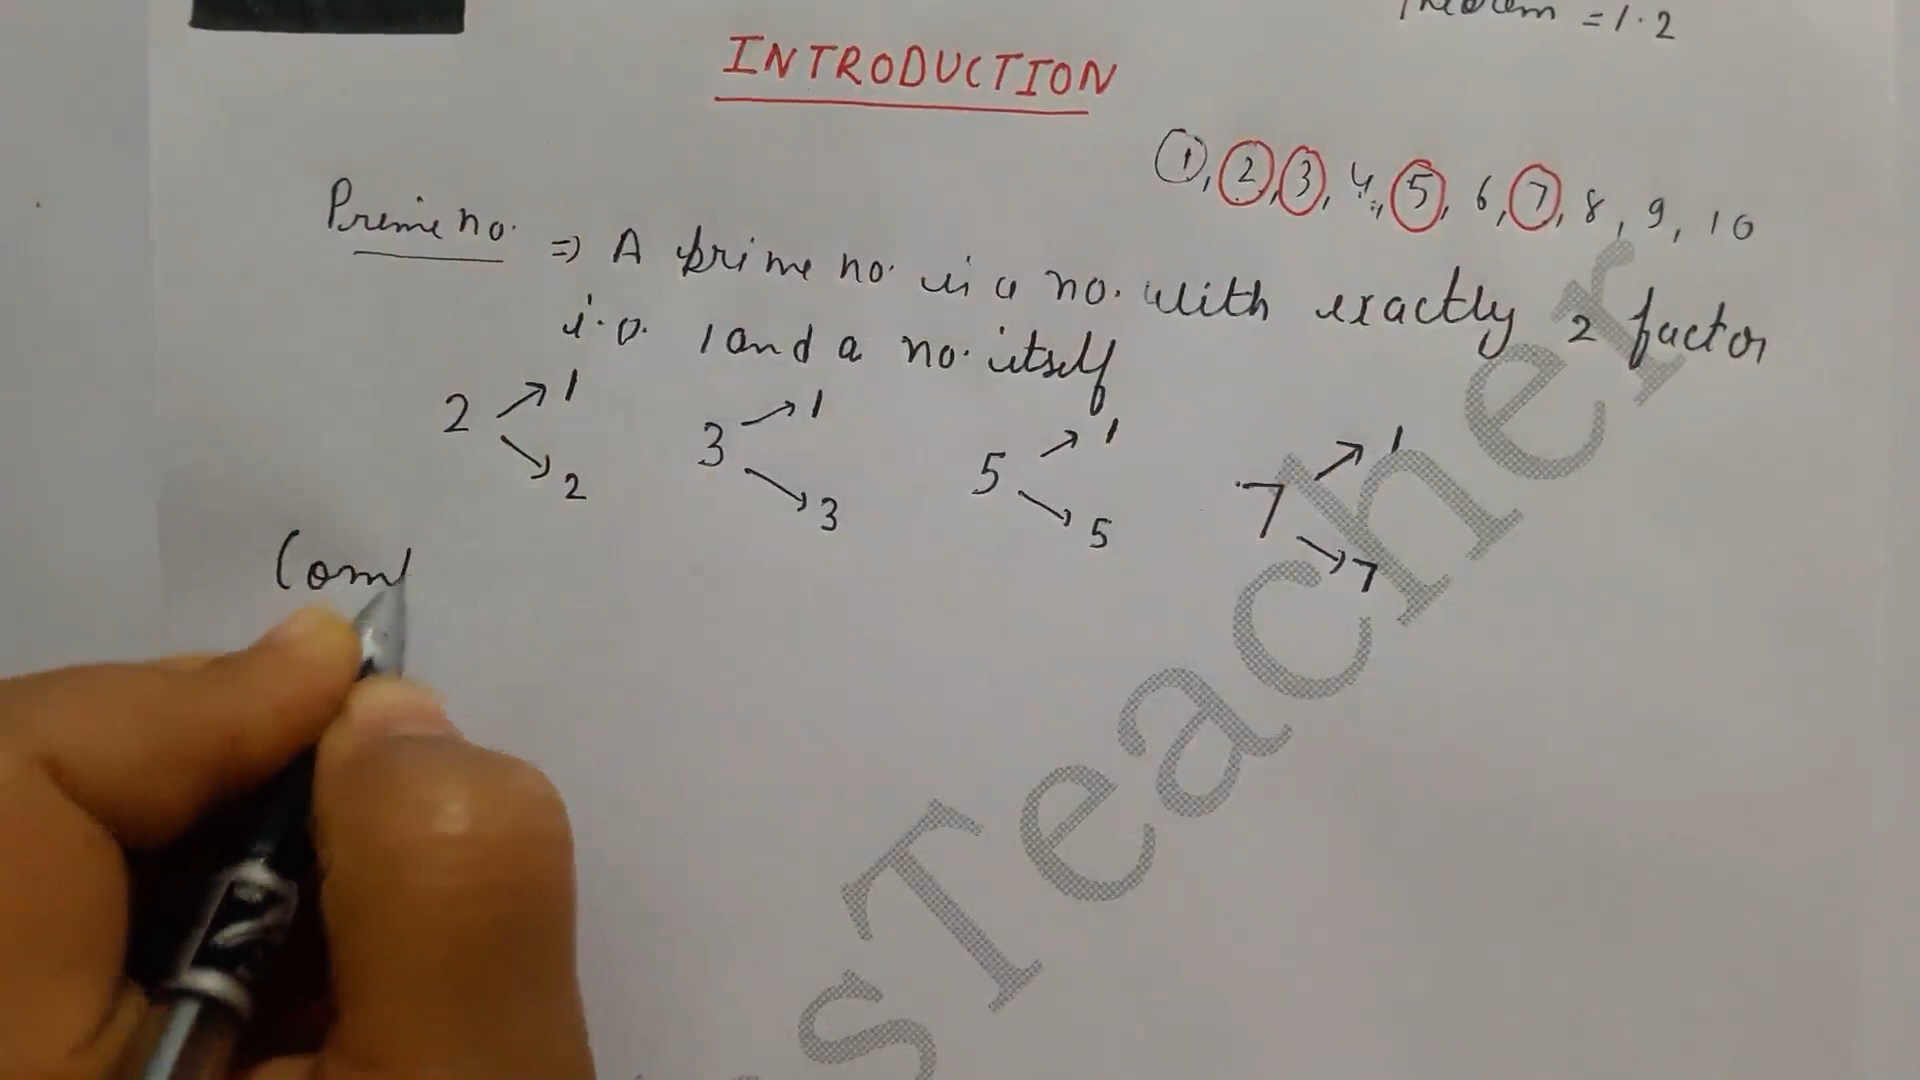 Theorem = 1.2
INTRODUCTION
1, 2, 3, 4, 5, 6, 7, 8, 9, 10
Prime no. => A prime no. is a no. with exactly 2 factor
i.e. 1 and a no. itself
2 → 1 3 → 1 5 → 1 7 → 1
→ 2 → 3 → 5 → 7
Comp
sTeacher